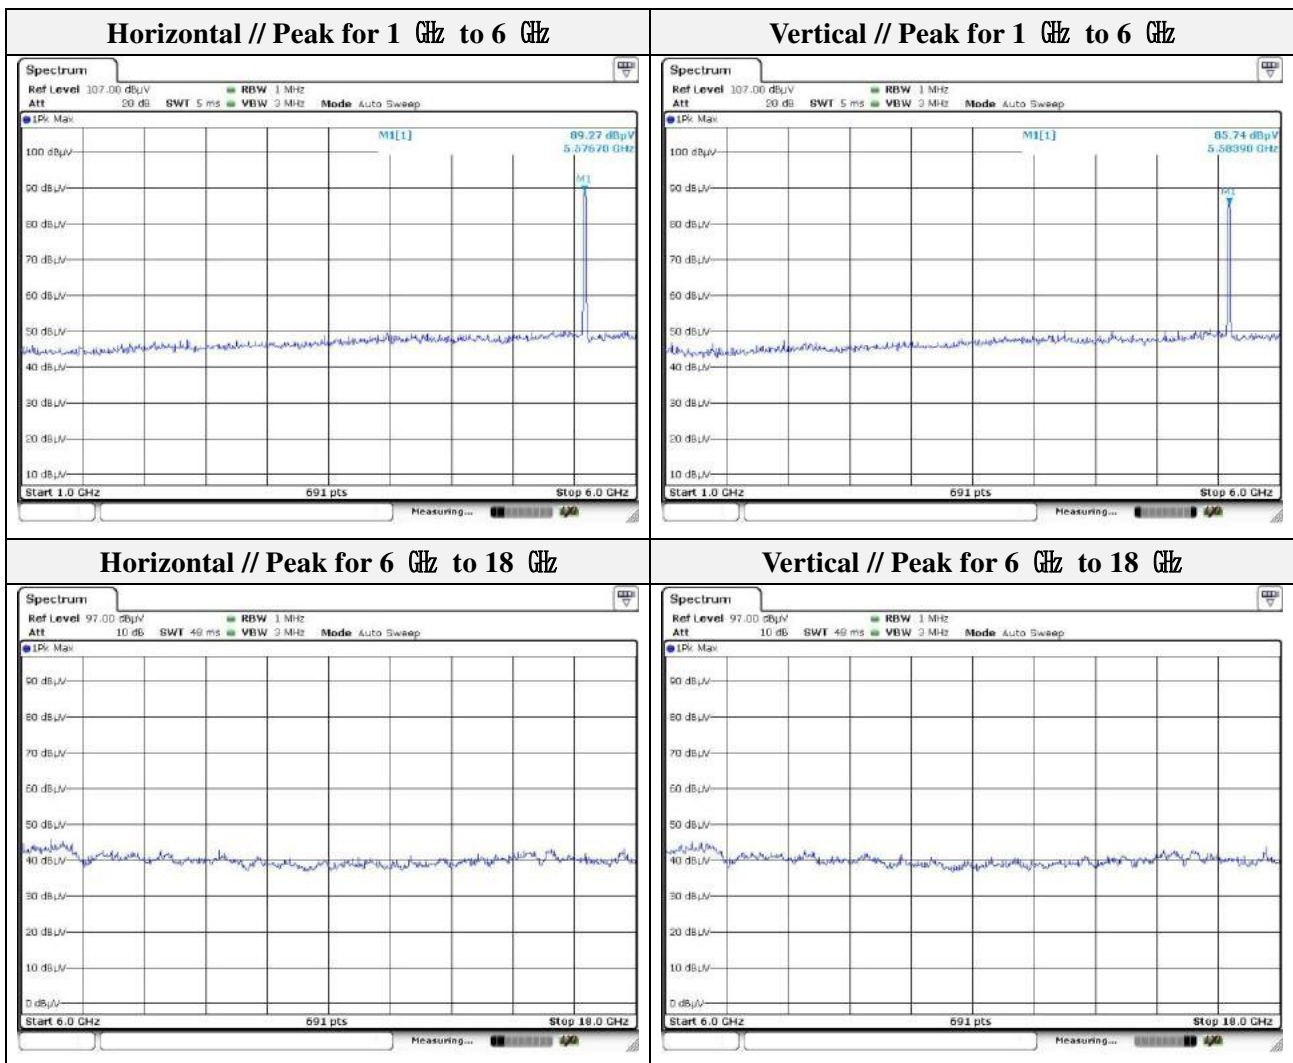 Horizontal // Peak for 1 ㎓ to 6 ㎓
Spectrum
Ref Level 107.00 dBµV RBW 1 MHz
Att 20 dB SWT 5 ms VBW 3 MHz Mode Auto Sweep
1Pk Max
M1[1] 89.27 dBµV
5.57670 GHz
M1
100 dBµV
90 dBµV
80 dBµV
70 dBµV
60 dBµV
50 dBµV
40 dBµV
30 dBµV
20 dBµV
10 dBµV
Start 1.0 GHz 691 pts Stop 6.0 GHz
Measuring...
Vertical // Peak for 1 ㎓ to 6 ㎓
Spectrum
Ref Level 107.00 dBµV RBW 1 MHz
Att 20 dB SWT 5 ms VBW 3 MHz Mode Auto Sweep
1Pk Max
M1[1] 85.74 dBµV
5.58390 GHz
M1
100 dBµV
90 dBµV
80 dBµV
70 dBµV
60 dBµV
50 dBµV
40 dBµV
30 dBµV
20 dBµV
10 dBµV
Start 1.0 GHz 691 pts Stop 6.0 GHz
Measuring...
Horizontal // Peak for 6 ㎓ to 18 ㎓
Spectrum
Ref Level 97.00 dBµV RBW 1 MHz
Att 10 dB SWT 48 ms VBW 3 MHz Mode Auto Sweep
1Pk Max
90 dBµV
80 dBµV
70 dBµV
60 dBµV
50 dBµV
40 dBµV
30 dBµV
20 dBµV
10 dBµV
0 dBµV
Start 6.0 GHz 691 pts Stop 18.0 GHz
Measuring...
Vertical // Peak for 6 ㎓ to 18 ㎓
Spectrum
Ref Level 97.00 dBµV RBW 1 MHz
Att 10 dB SWT 48 ms VBW 3 MHz Mode Auto Sweep
1Pk Max
90 dBµV
80 dBµV
70 dBµV
60 dBµV
50 dBµV
40 dBµV
30 dBµV
20 dBµV
10 dBµV
0 dBµV
Start 6.0 GHz 691 pts Stop 18.0 GHz
Measuring...